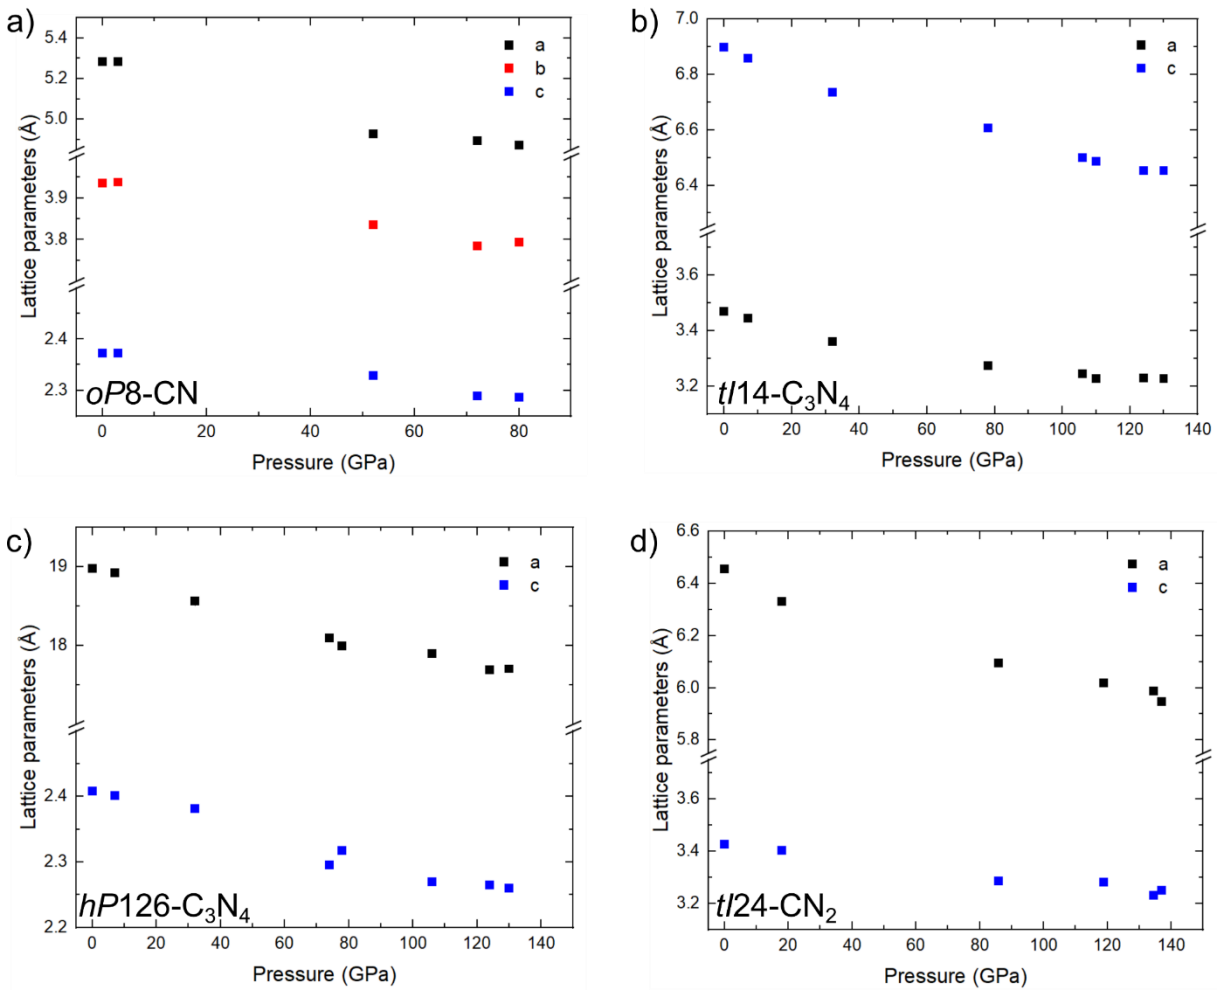 a)
5.4
5.2
5.0
3.9
3.8
2.4
2.3
Lattice parameters (Å)
a
b
c
oP8-CN
0 20 40 60 80
Pressure (GPa)
b)
7.0
6.8
6.6
6.4
3.6
3.4
3.2
Lattice parameters (Å)
a
c
tI14-C₃N₄
0 20 40 60 80 100 120 140
Pressure (GPa)
c)
19
18
2.4
2.3
2.2
Lattice parameters (Å)
a
c
hP126-C₃N₄
0 20 40 60 80 100 120 140
Pressure (GPa)
d)
6.6
6.4
6.2
6.0
5.8
3.6
3.4
3.2
Lattice parameters (Å)
a
c
tI24-CN₂
0 20 40 60 80 100 120 140
Pressure (GPa)